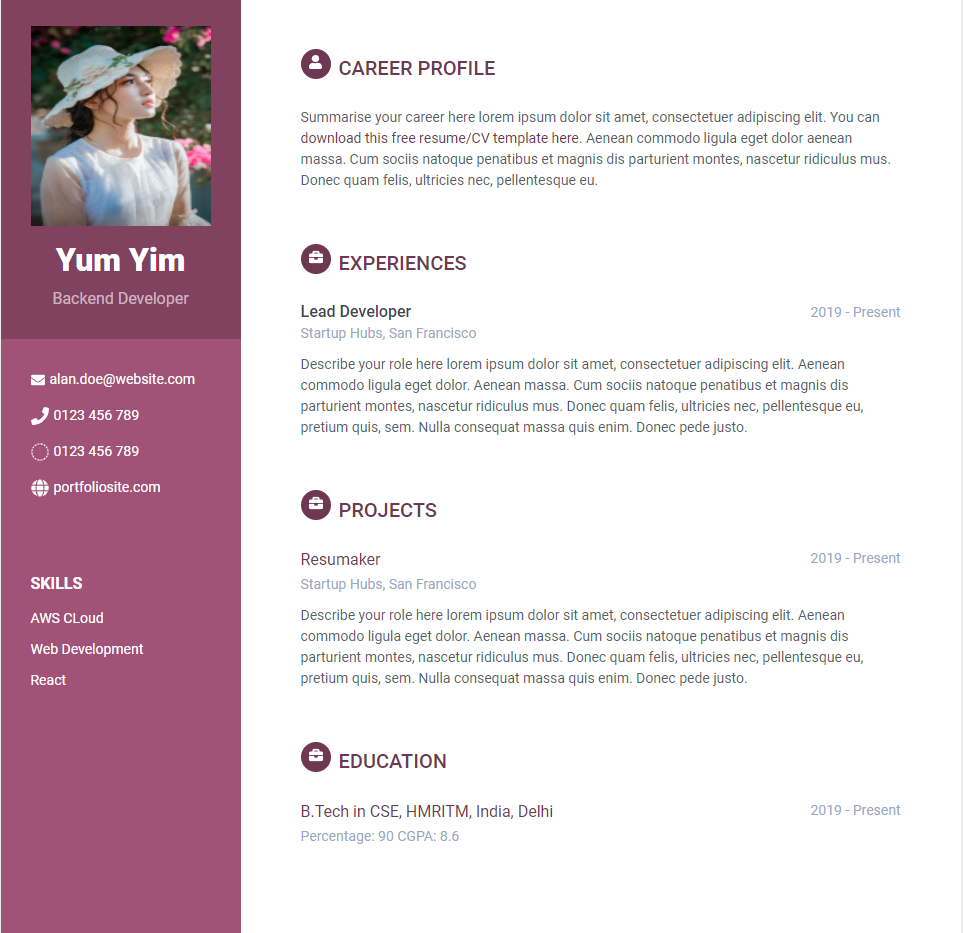 Yum Yim
Backend Developer
alan.doe@website.com
0123 456 789
0123 456 789
portfoliosite.com
SKILLS
AWS CLoud
Web Development
React
CAREER PROFILE
Summarise your career here lorem ipsum dolor sit amet, consectetuer adipiscing elit. You can
download this free resume/CV template here. Aenean commodo ligula eget dolor aenean
massa. Cum sociis natoque penatibus et magnis dis parturient montes, nascetur ridiculus mus.
Donec quam felis, ultricies nec, pellentesque eu.
EXPERIENCES
Lead Developer 2019 - Present
Startup Hubs, San Francisco
Describe your role here lorem ipsum dolor sit amet, consectetuer adipiscing elit. Aenean
commodo ligula eget dolor. Aenean massa. Cum sociis natoque penatibus et magnis dis
parturient montes, nascetur ridiculus mus. Donec quam felis, ultricies nec, pellentesque eu,
pretium quis, sem. Nulla consequat massa quis enim. Donec pede justo.
PROJECTS
Resumaker 2019 - Present
Startup Hubs, San Francisco
Describe your role here lorem ipsum dolor sit amet, consectetuer adipiscing elit. Aenean
commodo ligula eget dolor. Aenean massa. Cum sociis natoque penatibus et magnis dis
parturient montes, nascetur ridiculus mus. Donec quam felis, ultricies nec, pellentesque eu,
pretium quis, sem. Nulla consequat massa quis enim. Donec pede justo.
EDUCATION
B.Tech in CSE, HMRITM, India, Delhi 2019 - Present
Percentage: 90 CGPA: 8.6